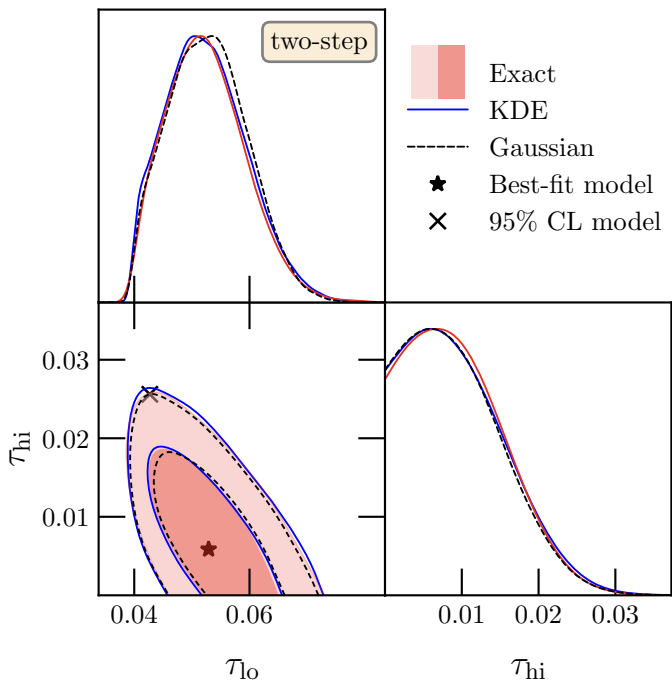 two-step
Exact
KDE
Gaussian
Best-fit model
95% CL model
0.03
0.02
0.01
τhi
0.04 0.06
0.01 0.02 0.03
τlo
τhi